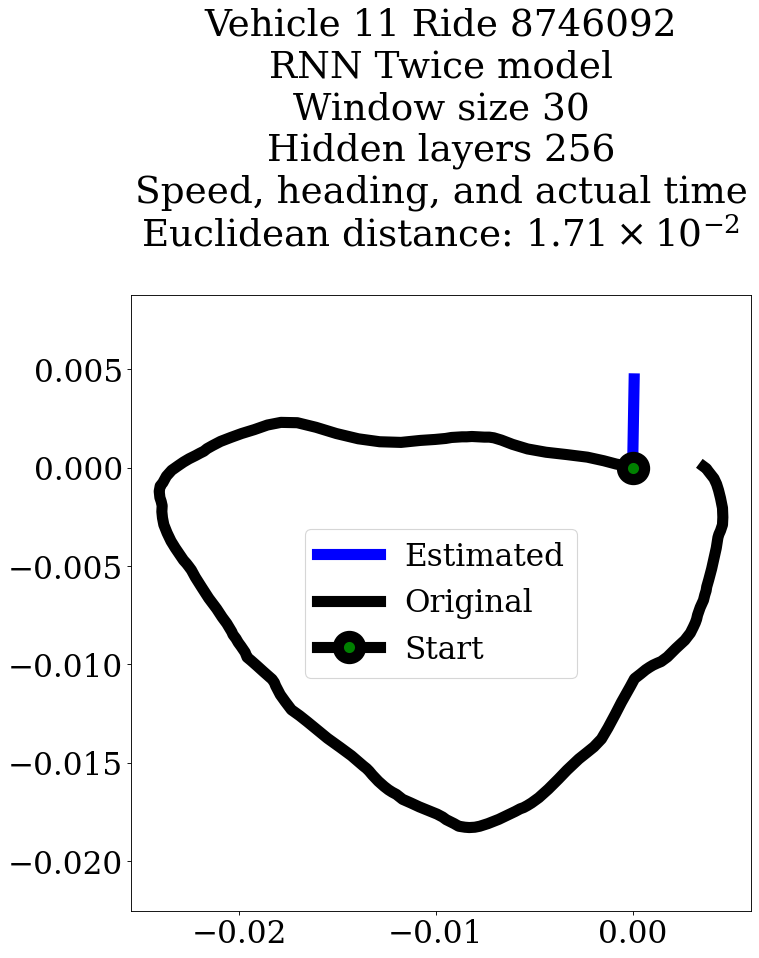 Vehicle 11 Ride 8746092
RNN Twice model
Window size 30
Hidden layers 256
Speed, heading, and actual time
Euclidean distance: 1.71 × 10⁻²
0.005
0.000
−0.005
−0.010
−0.015
−0.020
Estimated
Original
Start
−0.02
−0.01
0.00